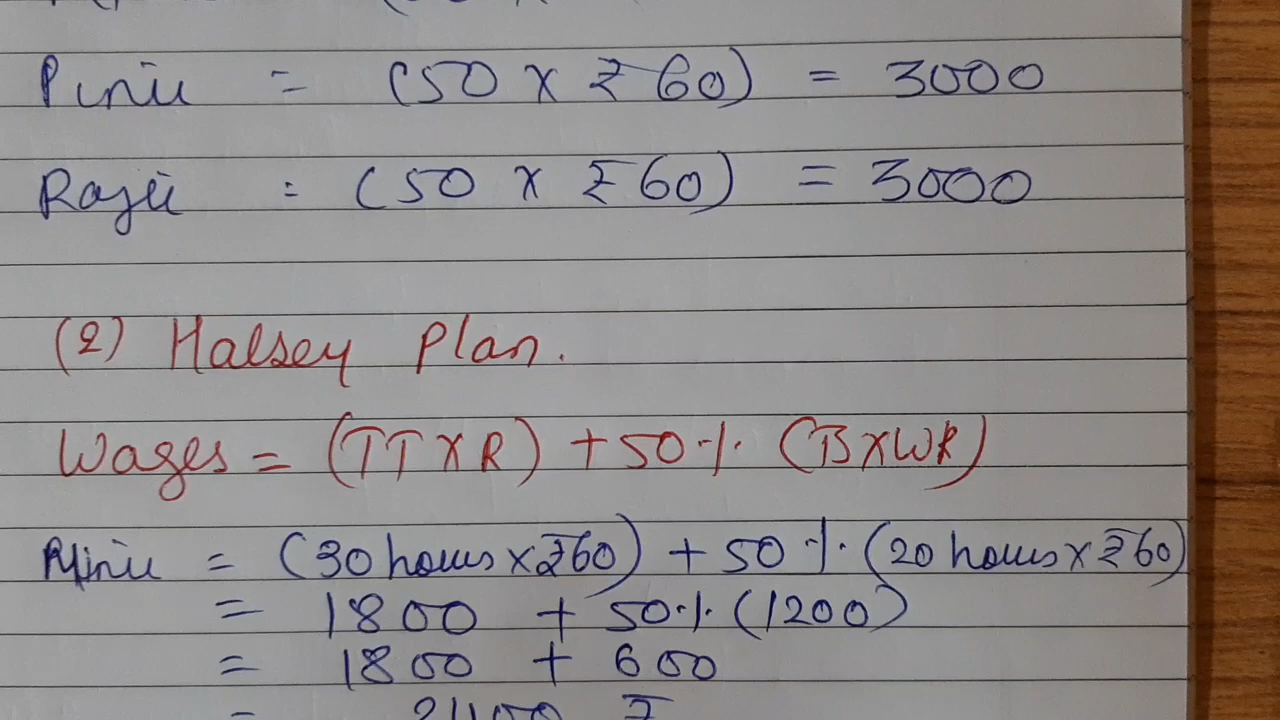 Pinu = (50 x ₹60) = 3000
Raju = (50 x ₹60) = 3000
(2) Halsey Plan.
Wages = (TT X R) + 50 % (B X WR)
Minu = (30 hours x ₹60) + 50 % (20 hours x ₹60)
= 1800 + 50 % (1200)
= 1800 + 600
= 2400 ₹